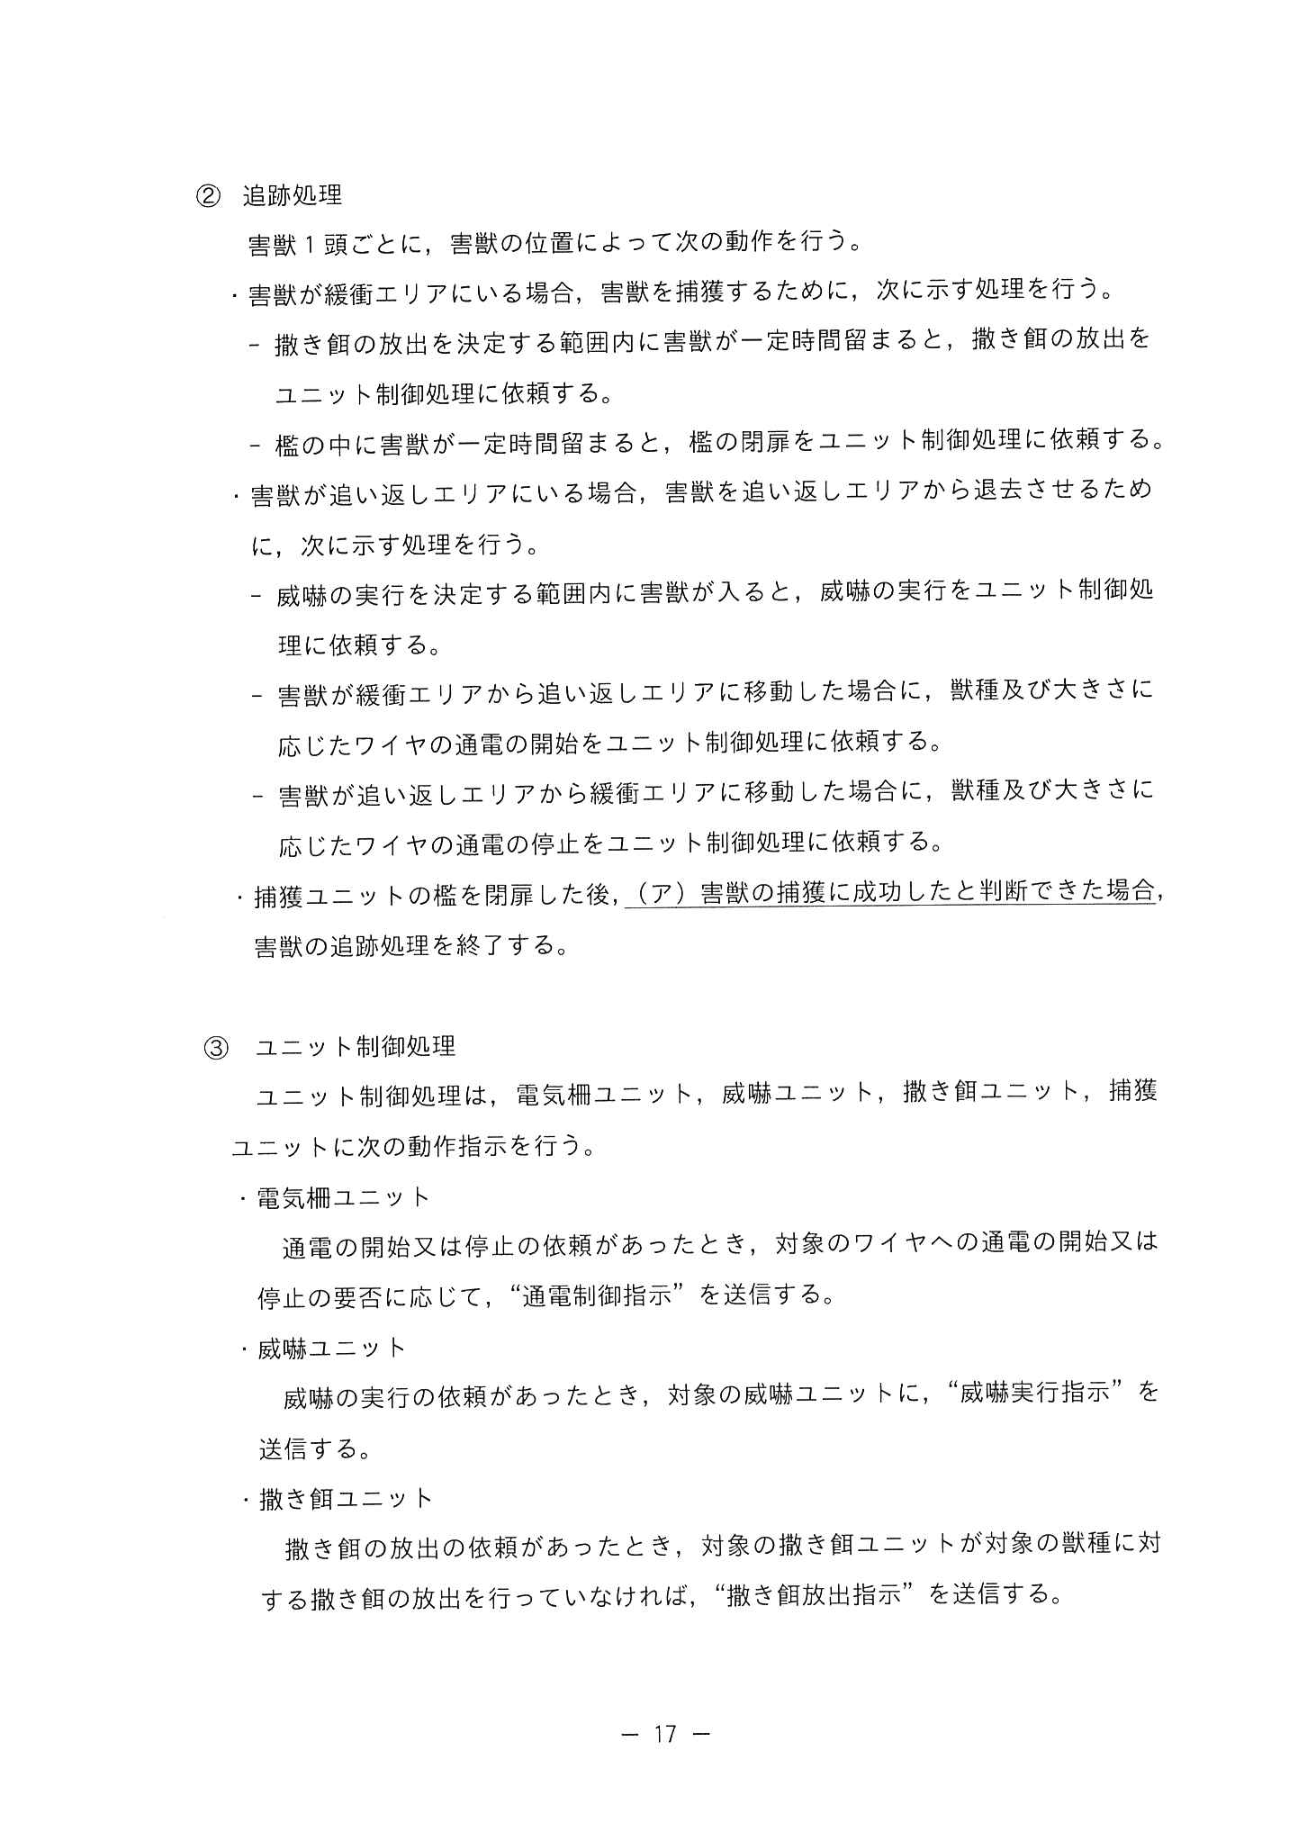 ② 追跡処理
害獣1頭ごとに，害獣の位置によって次の動作を行う。
・害獣が緩衝エリアにいる場合，害獣を捕獲するために，次に示す処理を行う。
- 撒き餌の放出を決定する範囲内に害獣が一定時間留まると，撒き餌の放出を
ユニット制御処理に依頼する。
- 檻の中に害獣が一定時間留まると，檻の閉扉をユニット制御処理に依頼する。
・害獣が追い返しエリアにいる場合，害獣を追い返しエリアから退去させるため
に，次に示す処理を行う。
- 威嚇の実行を決定する範囲内に害獣が入ると，威嚇の実行をユニット制御処
理に依頼する。
- 害獣が緩衝エリアから追い返しエリアに移動した場合に，獣種及び大きさに
応じたワイヤの通電の開始をユニット制御処理に依頼する。
- 害獣が追い返しエリアから緩衝エリアに移動した場合に，獣種及び大きさに
応じたワイヤの通電の停止をユニット制御処理に依頼する。
・捕獲ユニットの檻を閉扉した後，（ア）害獣の捕獲に成功したと判断できた場合，
害獣の追跡処理を終了する。
③ ユニット制御処理
ユニット制御処理は，電気柵ユニット，威嚇ユニット，撒き餌ユニット，捕獲
ユニットに次の動作指示を行う。
・電気柵ユニット
通電の開始又は停止の依頼があったとき，対象のワイヤへの通電の開始又は
停止の要否に応じて，“通電制御指示”を送信する。
・威嚇ユニット
威嚇の実行の依頼があったとき，対象の威嚇ユニットに，“威嚇実行指示”を
送信する。
・撒き餌ユニット
撒き餌の放出の依頼があったとき，対象の撒き餌ユニットが対象の獣種に対
する撒き餌の放出を行っていなければ，“撒き餌放出指示”を送信する。
― 17 ―